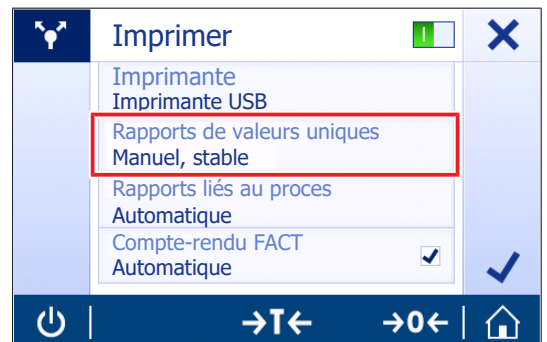 Imprimer
Imprimante
Imprimante USB
Rapports de valeurs uniques
Manuel, stable
Rapports liés au proces
Automatique
Compte-rendu FACT
Automatique
→T← →0←